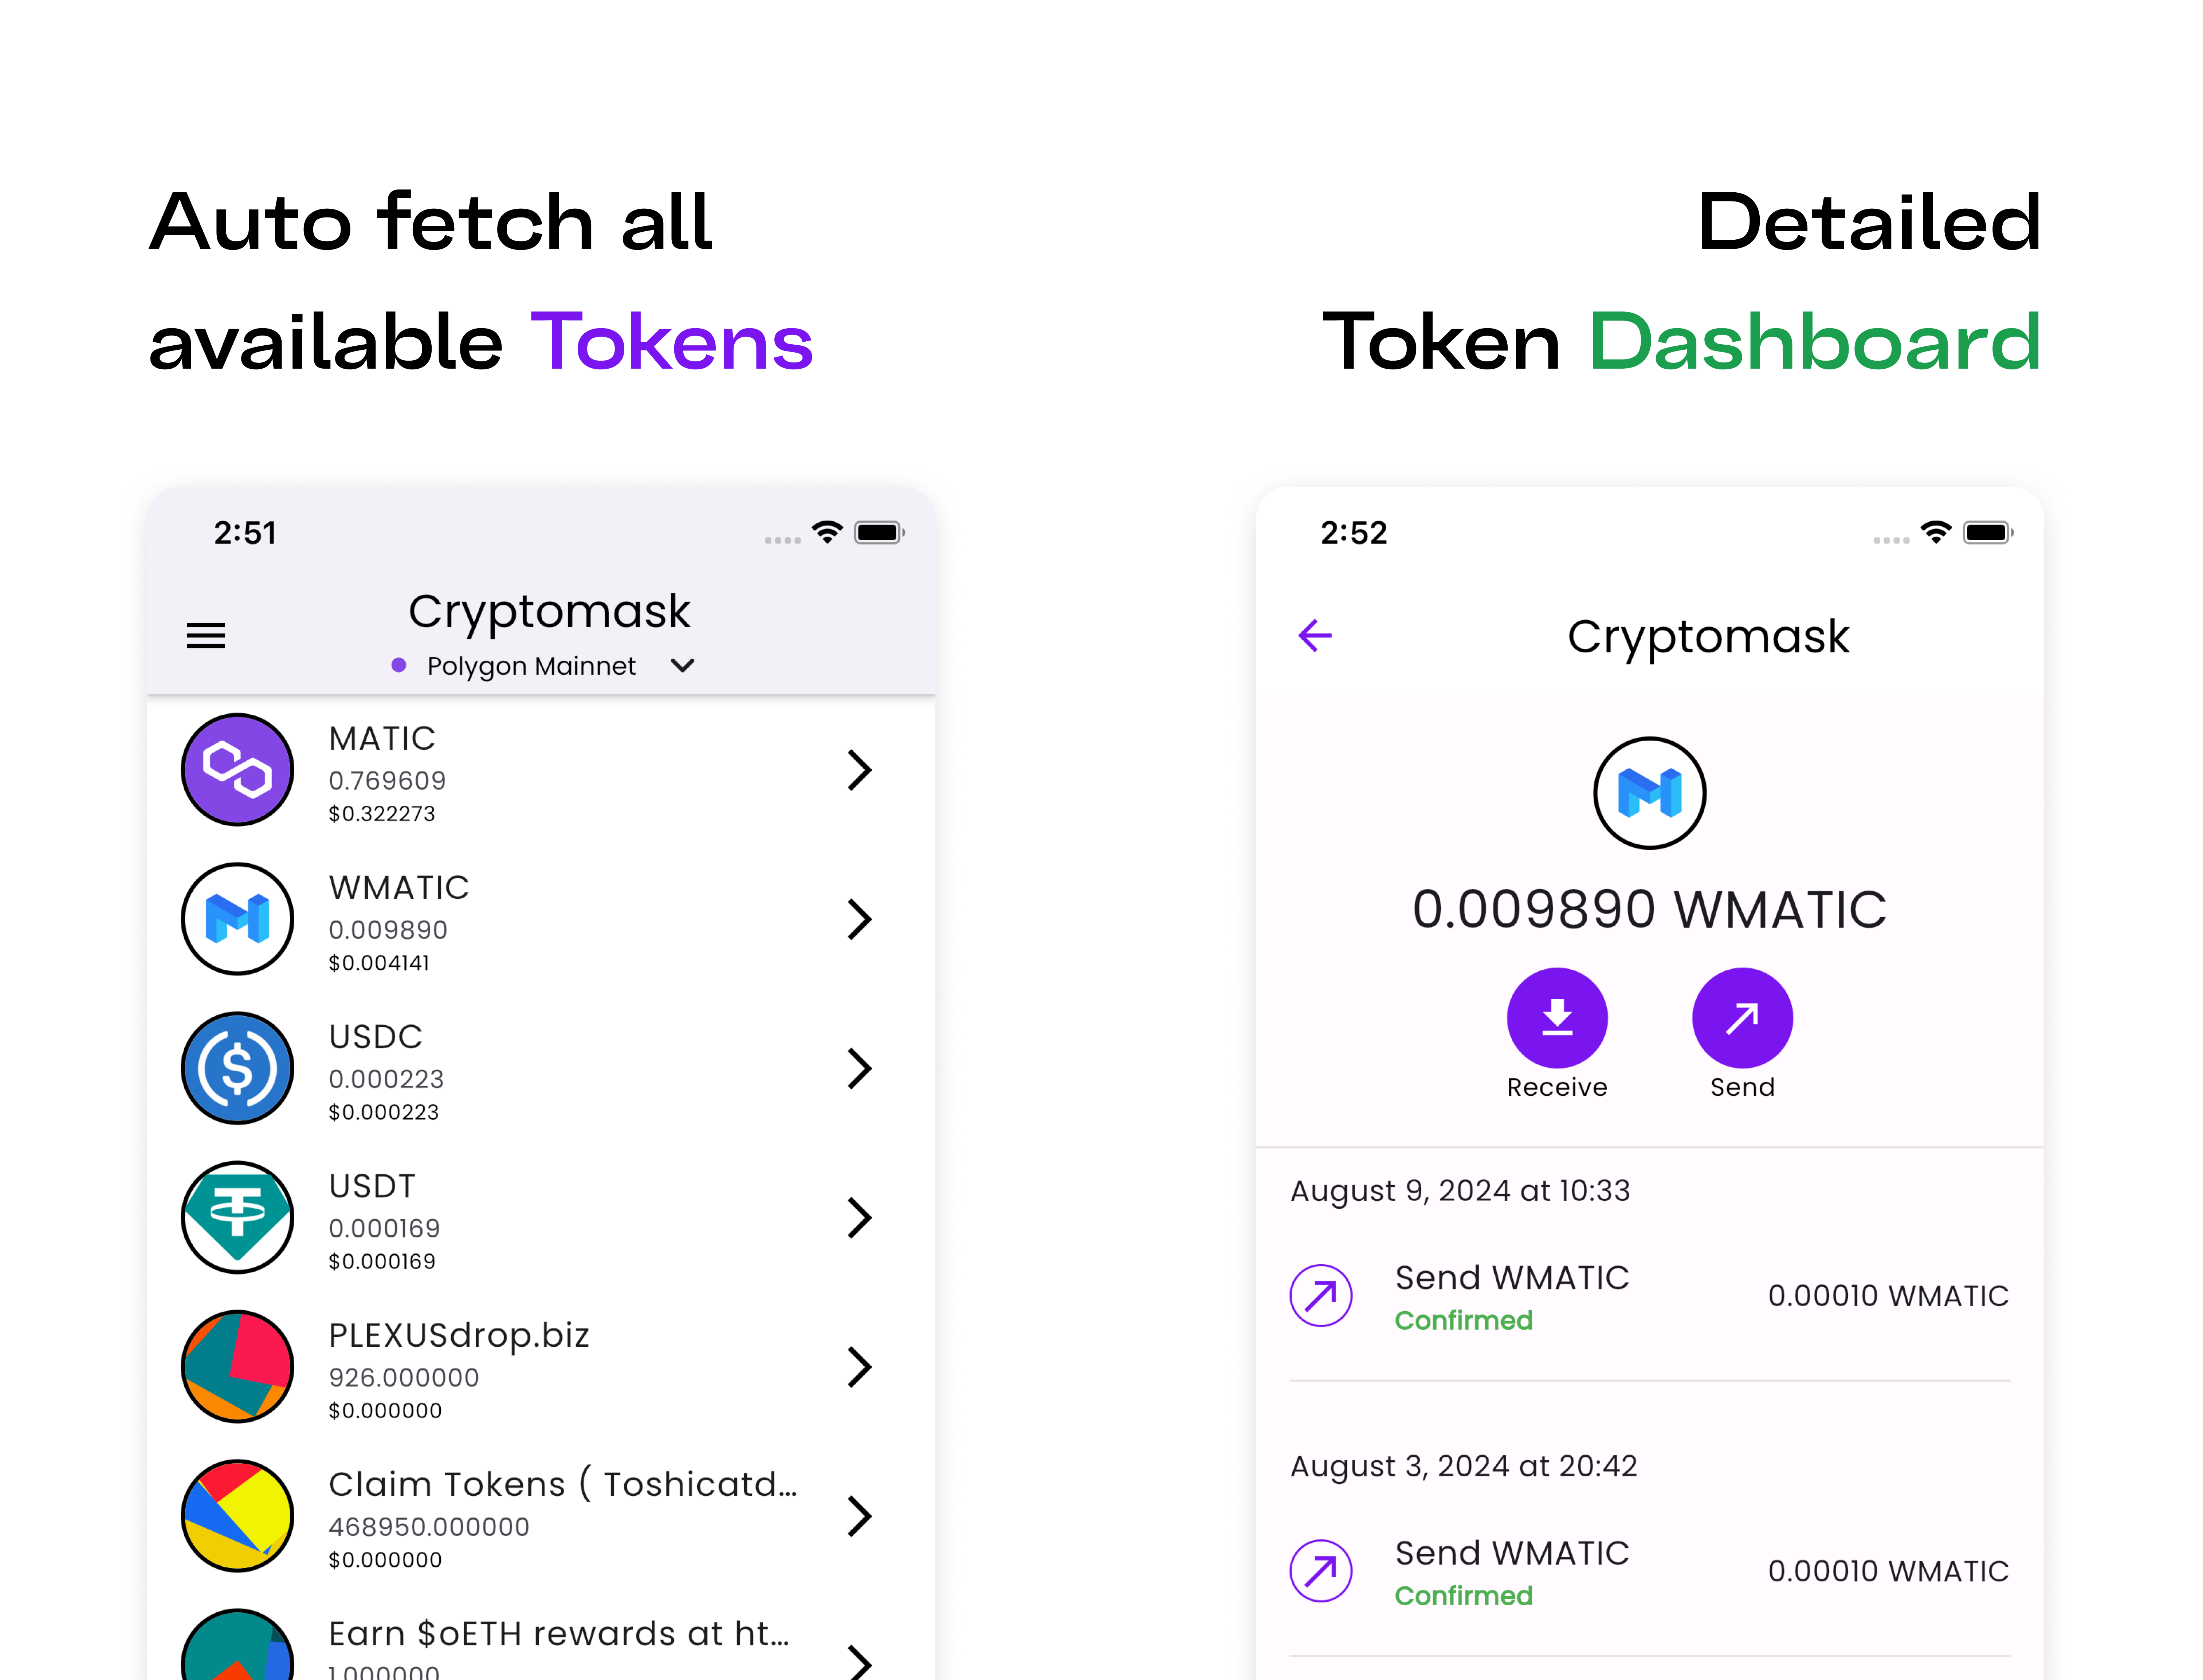 Auto fetch all
available Tokens
2:51
Cryptomask
Polygon Mainnet
MATIC
0.769609
$0.322273
WMATIC
0.009890
$0.004141
USDC
0.000223
$0.000223
USDT
0.000169
$0.000169
PLEXUSdrop.biz
926.000000
$0.000000
Claim Tokens ( Toshicatd...
468950.000000
$0.000000
Earn $oETH rewards at ht...
1.000000
Detailed
Token Dashboard
2:52
Cryptomask
0.009890 WMATIC
Receive
Send
August 9, 2024 at 10:33
Send WMATIC
Confirmed
0.00010 WMATIC
August 3, 2024 at 20:42
Send WMATIC
Confirmed
0.00010 WMATIC